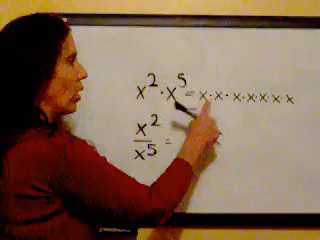 x² · x⁵ = x · x · x · x · x · x · x
x²/x⁵ =